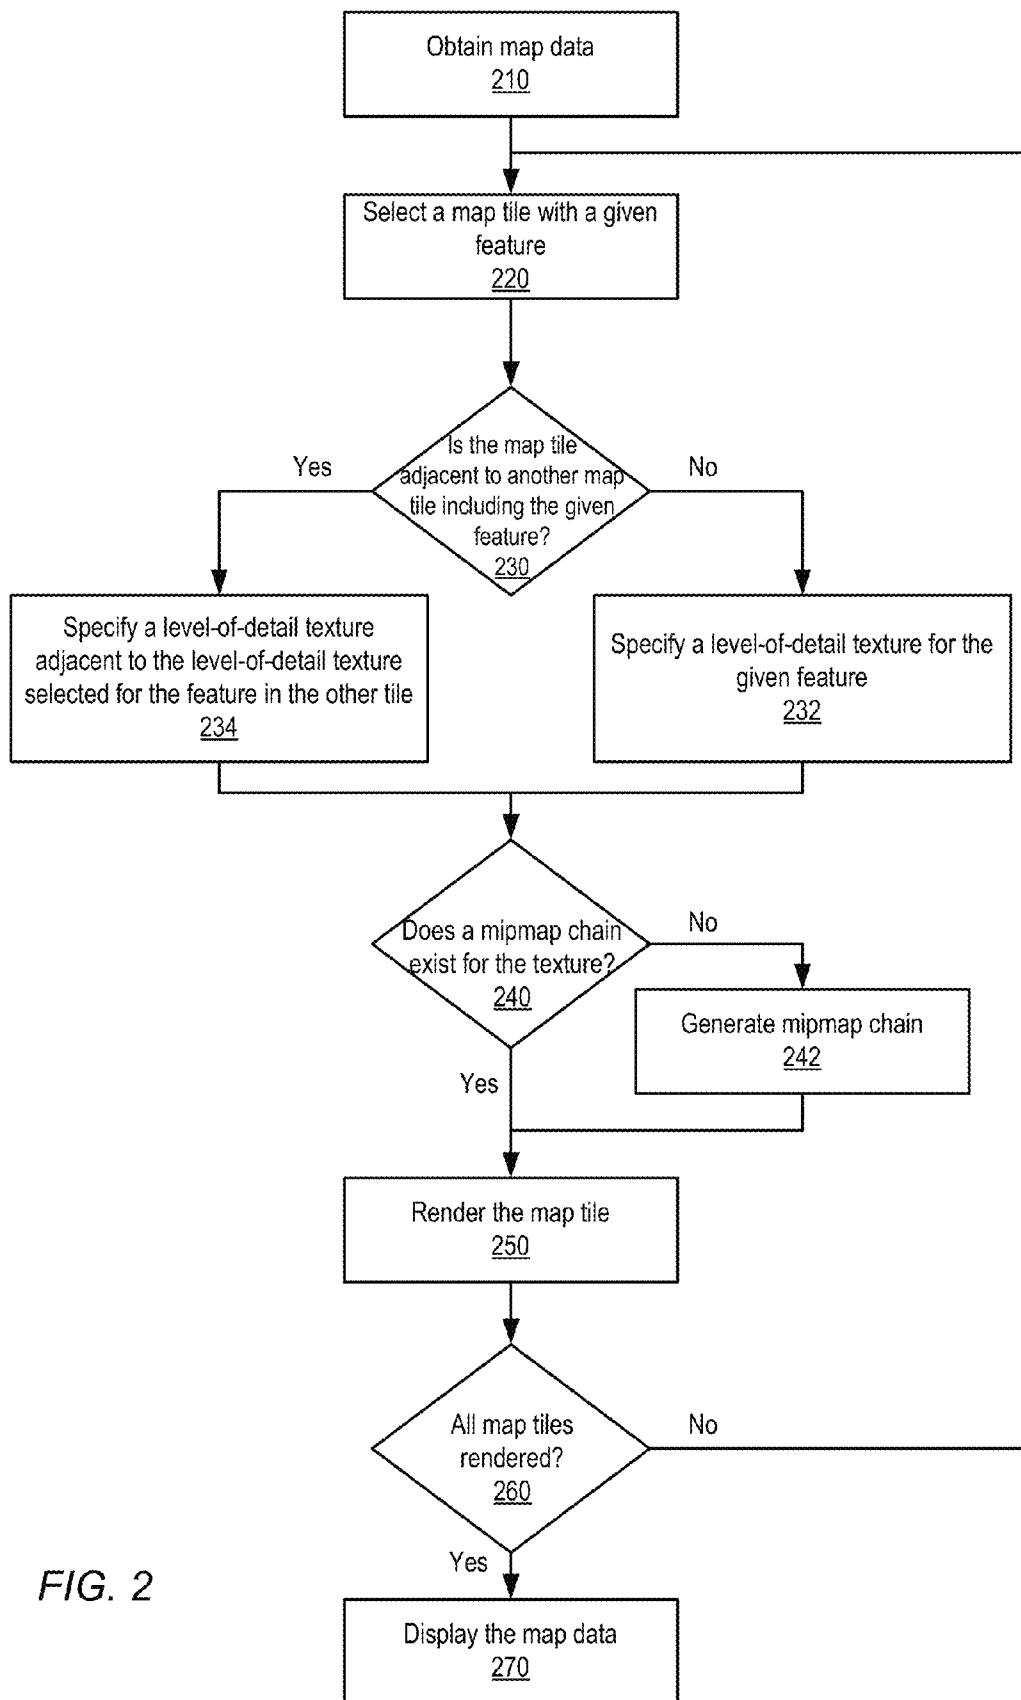 Obtain map data
210
Select a map tile with a given
feature
220
Is the map tile
adjacent to another map
tile including the given
feature?
230
Yes
No
Specify a level-of-detail texture
adjacent to the level-of-detail texture
selected for the feature in the other tile
234
Specify a level-of-detail texture for the
given feature
232
Does a mipmap chain
exist for the texture?
240
No
Generate mipmap chain
242
Yes
Render the map tile
250
All map tiles
rendered?
260
No
Yes
FIG. 2
Display the map data
270